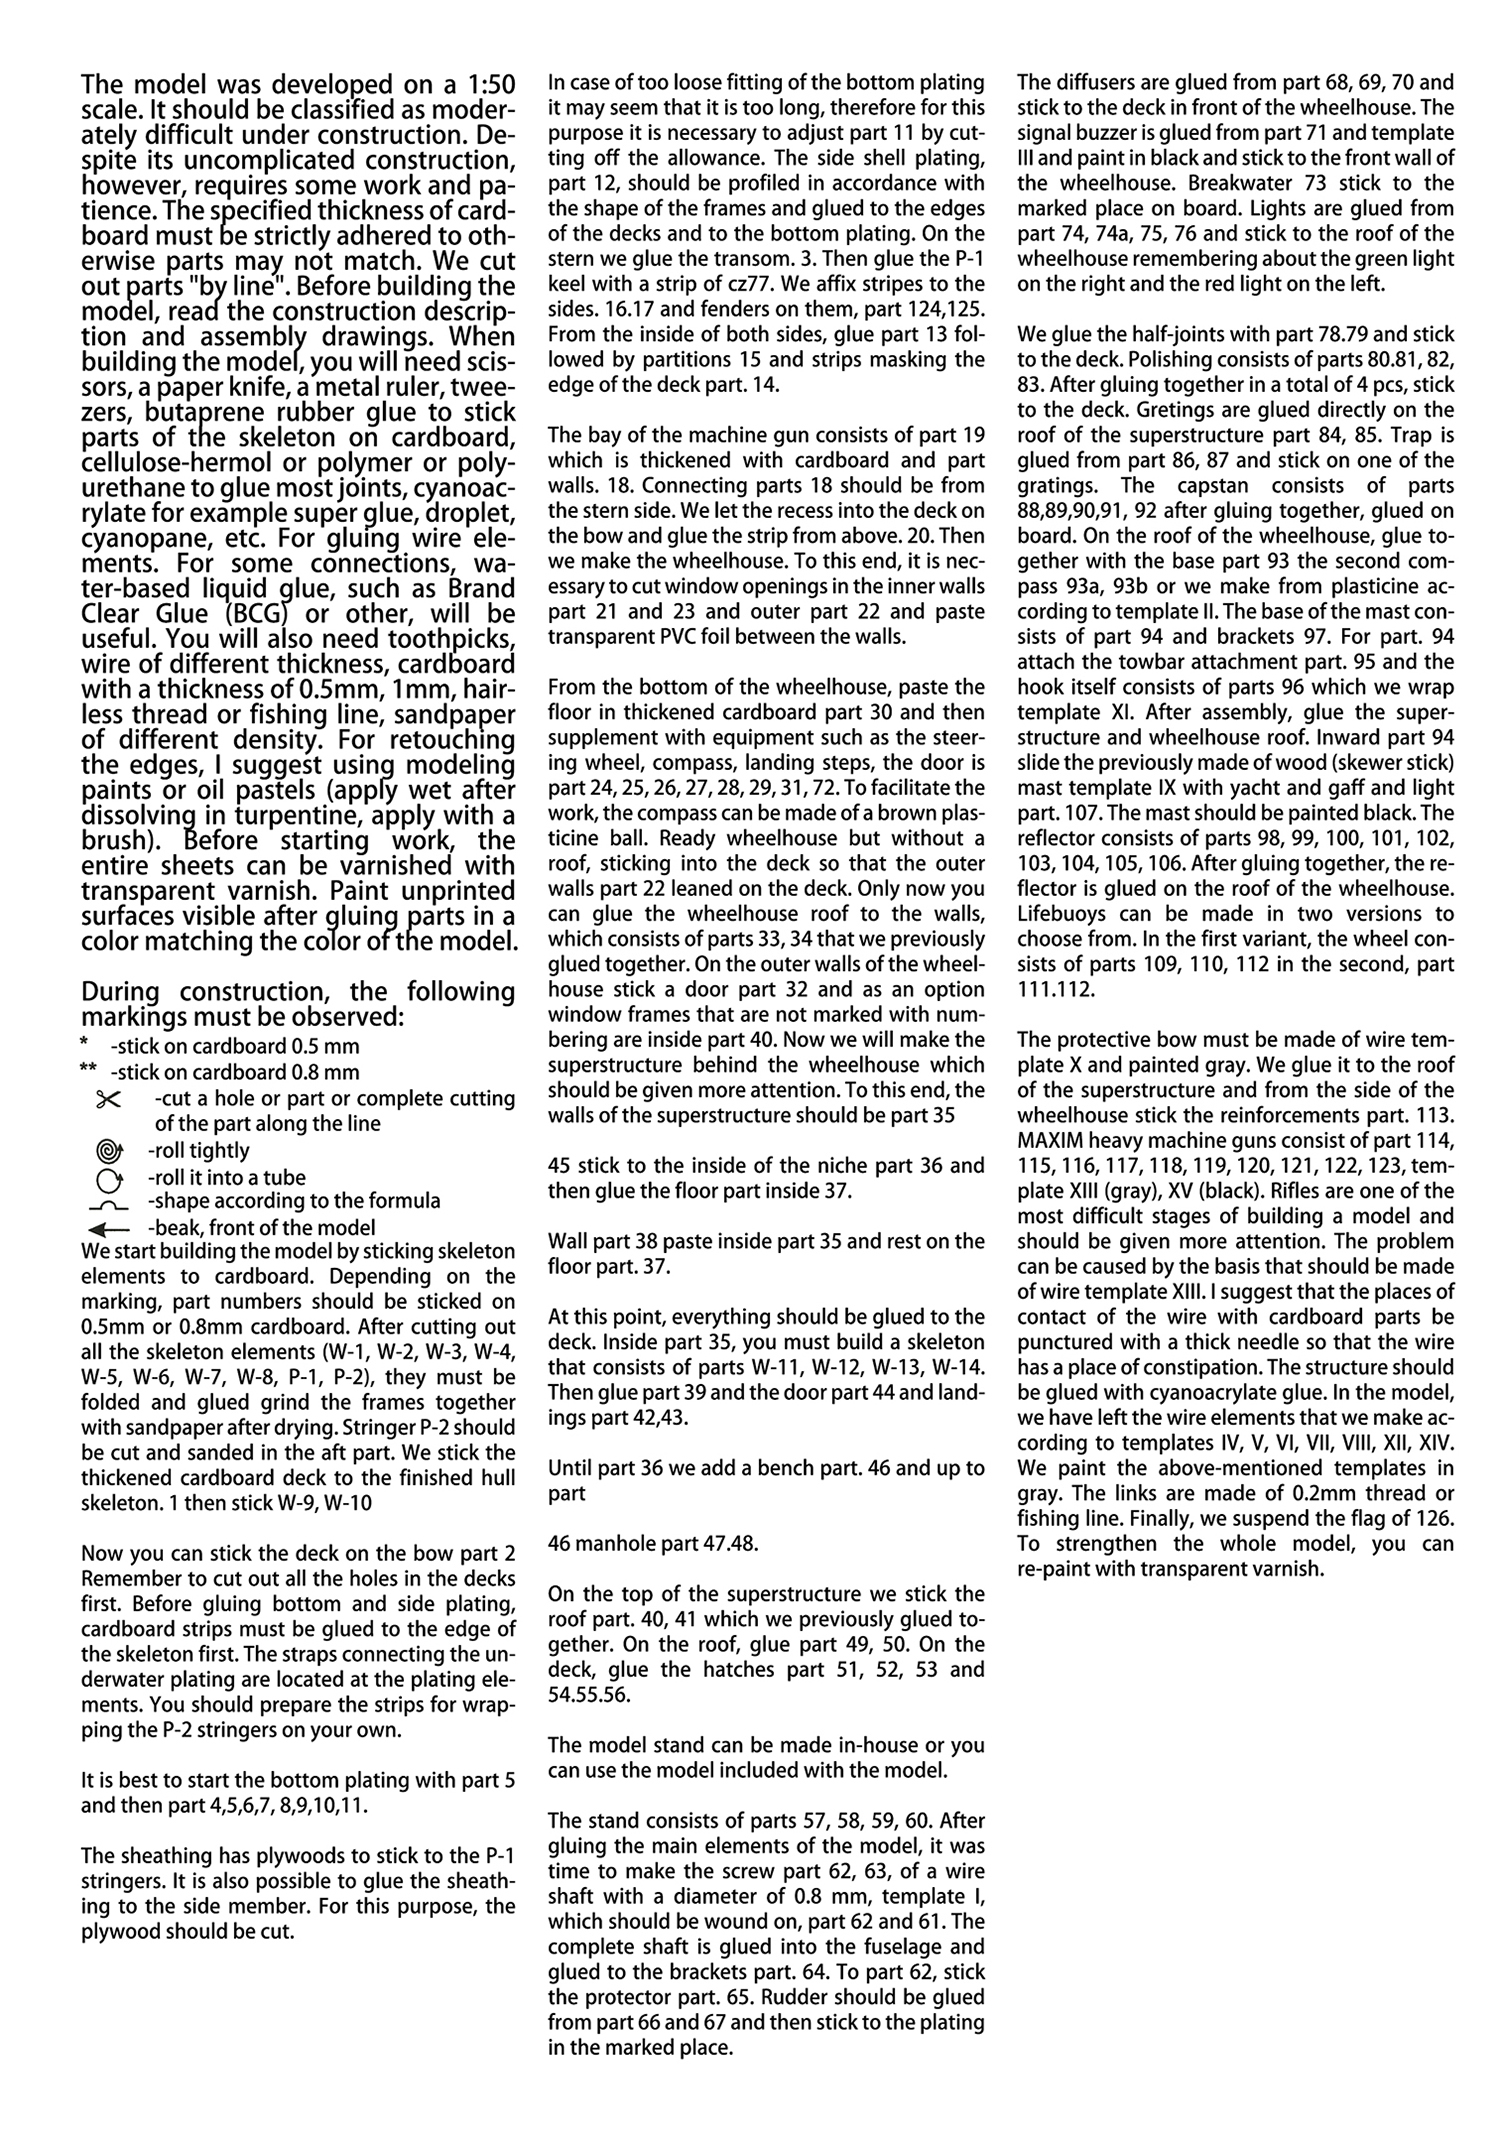 The model was developed on a 1:50
scale. It should be classified as moder-
ately difficult under construction. De-
spite its uncomplicated construction,
however, requires some work and pa-
tience. The specified thickness of card-
board must be strictly adhered to oth-
erwise parts may not match. We cut
out parts "by line". Before building the
model, read the construction descrip-
tion and assembly drawings. When
building the model, you will need scis-
sors, a paper knife, a metal ruler, twee-
zers, butaprene rubber glue to stick
parts of the skeleton on cardboard,
cellulose-hermol or polymer or poly-
urethane to glue most joints, cyanoac-
rylate for example super glue, droplet,
cyanopane, etc. For gluing wire ele-
ments. For some connections, wa-
ter-based liquid glue, such as Brand
Clear Glue (BCG) or other, will be
useful. You will also need toothpicks,
wire of different thickness, cardboard
with a thickness of 0.5mm, 1mm, hair-
less thread or fishing line, sandpaper
of different density. For retouching
the edges, I suggest using modeling
paints or oil pastels (apply wet after
dissolving in turpentine, apply with a
brush). Before starting work, the
entire sheets can be varnished with
transparent varnish. Paint unprinted
surfaces visible after gluing parts in a
color matching the color of the model.
During construction, the following
markings must be observed:
* -stick on cardboard 0.5 mm
** -stick on cardboard 0.8 mm
-cut a hole or part or complete cutting
of the part along the line
-roll tightly
-roll it into a tube
-shape according to the formula
-beak, front of the model
We start building the model by sticking skeleton
elements to cardboard. Depending on the
marking, part numbers should be sticked on
0.5mm or 0.8mm cardboard. After cutting out
all the skeleton elements (W-1, W-2, W-3, W-4,
W-5, W-6, W-7, W-8, P-1, P-2), they must be
folded and glued grind the frames together
with sandpaper after drying. Stringer P-2 should
be cut and sanded in the aft part. We stick the
thickened cardboard deck to the finished hull
skeleton. 1 then stick W-9, W-10
Now you can stick the deck on the bow part 2
Remember to cut out all the holes in the decks
first. Before gluing bottom and side plating,
cardboard strips must be glued to the edge of
the skeleton first. The straps connecting the un-
derwater plating are located at the plating ele-
ments. You should prepare the strips for wrap-
ping the P-2 stringers on your own.
It is best to start the bottom plating with part 5
and then part 4,5,6,7, 8,9,10,11.
The sheathing has plywoods to stick to the P-1
stringers. It is also possible to glue the sheath-
ing to the side member. For this purpose, the
plywood should be cut.
In case of too loose fitting of the bottom plating
it may seem that it is too long, therefore for this
purpose it is necessary to adjust part 11 by cut-
ting off the allowance. The side shell plating,
part 12, should be profiled in accordance with
the shape of the frames and glued to the edges
of the decks and to the bottom plating. On the
stern we glue the transom. 3. Then glue the P-1
keel with a strip of cz77. We affix stripes to the
sides. 16.17 and fenders on them, part 124,125.
From the inside of both sides, glue part 13 fol-
lowed by partitions 15 and strips masking the
edge of the deck part. 14.
The bay of the machine gun consists of part 19
which is thickened with cardboard and part
walls. 18. Connecting parts 18 should be from
the stern side. We let the recess into the deck on
the bow and glue the strip from above. 20. Then
we make the wheelhouse. To this end, it is nec-
essary to cut window openings in the inner walls
part 21 and 23 and outer part 22 and paste
transparent PVC foil between the walls.
From the bottom of the wheelhouse, paste the
floor in thickened cardboard part 30 and then
supplement with equipment such as the steer-
ing wheel, compass, landing steps, the door is
part 24, 25, 26, 27, 28, 29, 31, 72. To facilitate the
work, the compass can be made of a brown plas-
ticine ball. Ready wheelhouse but without a
roof, sticking into the deck so that the outer
walls part 22 leaned on the deck. Only now you
can glue the wheelhouse roof to the walls,
which consists of parts 33, 34 that we previously
glued together. On the outer walls of the wheel-
house stick a door part 32 and as an option
window frames that are not marked with num-
bering are inside part 40. Now we will make the
superstructure behind the wheelhouse which
should be given more attention. To this end, the
walls of the superstructure should be part 35
45 stick to the inside of the niche part 36 and
then glue the floor part inside 37.
Wall part 38 paste inside part 35 and rest on the
floor part. 37.
At this point, everything should be glued to the
deck. Inside part 35, you must build a skeleton
that consists of parts W-11, W-12, W-13, W-14.
Then glue part 39 and the door part 44 and land-
ings part 42,43.
Until part 36 we add a bench part. 46 and up to
part
46 manhole part 47.48.
On the top of the superstructure we stick the
roof part. 40, 41 which we previously glued to-
gether. On the roof, glue part 49, 50. On the
deck, glue the hatches part 51, 52, 53 and
54.55.56.
The model stand can be made in-house or you
can use the model included with the model.
The stand consists of parts 57, 58, 59, 60. After
gluing the main elements of the model, it was
time to make the screw part 62, 63, of a wire
shaft with a diameter of 0.8 mm, template I,
which should be wound on, part 62 and 61. The
complete shaft is glued into the fuselage and
glued to the brackets part. 64. To part 62, stick
the protector part. 65. Rudder should be glued
from part 66 and 67 and then stick to the plating
in the marked place.
The diffusers are glued from part 68, 69, 70 and
stick to the deck in front of the wheelhouse. The
signal buzzer is glued from part 71 and template
III and paint in black and stick to the front wall of
the wheelhouse. Breakwater 73 stick to the
marked place on board. Lights are glued from
part 74, 74a, 75, 76 and stick to the roof of the
wheelhouse remembering about the green light
on the right and the red light on the left.
We glue the half-joints with part 78.79 and stick
to the deck. Polishing consists of parts 80.81, 82,
83. After gluing together in a total of 4 pcs, stick
to the deck. Gretings are glued directly on the
roof of the superstructure part 84, 85. Trap is
glued from part 86, 87 and stick on one of the
gratings. The capstan consists of parts
88,89,90,91, 92 after gluing together, glued on
board. On the roof of the wheelhouse, glue to-
gether with the base part 93 the second com-
pass 93a, 93b or we make from plasticine ac-
cording to template II. The base of the mast con-
sists of part 94 and brackets 97. For part. 94
attach the towbar attachment part. 95 and the
hook itself consists of parts 96 which we wrap
template XI. After assembly, glue the super-
structure and wheelhouse roof. Inward part 94
slide the previously made of wood (skewer stick)
mast template IX with yacht and gaff and light
part. 107. The mast should be painted black. The
reflector consists of parts 98, 99, 100, 101, 102,
103, 104, 105, 106. After gluing together, the re-
flector is glued on the roof of the wheelhouse.
Lifebuoys can be made in two versions to
choose from. In the first variant, the wheel con-
sists of parts 109, 110, 112 in the second, part
111.112.
The protective bow must be made of wire tem-
plate X and painted gray. We glue it to the roof
of the superstructure and from the side of the
wheelhouse stick the reinforcements part. 113.
MAXIM heavy machine guns consist of part 114,
115, 116, 117, 118, 119, 120, 121, 122, 123, tem-
plate XIII (gray), XV (black). Rifles are one of the
most difficult stages of building a model and
should be given more attention. The problem
can be caused by the basis that should be made
of wire template XIII. I suggest that the places of
contact of the wire with cardboard parts be
punctured with a thick needle so that the wire
has a place of constipation. The structure should
be glued with cyanoacrylate glue. In the model,
we have left the wire elements that we make ac-
cording to templates IV, V, VI, VII, VIII, XII, XIV.
We paint the above-mentioned templates in
gray. The links are made of 0.2mm thread or
fishing line. Finally, we suspend the flag of 126.
To strengthen the whole model, you can
re-paint with transparent varnish.